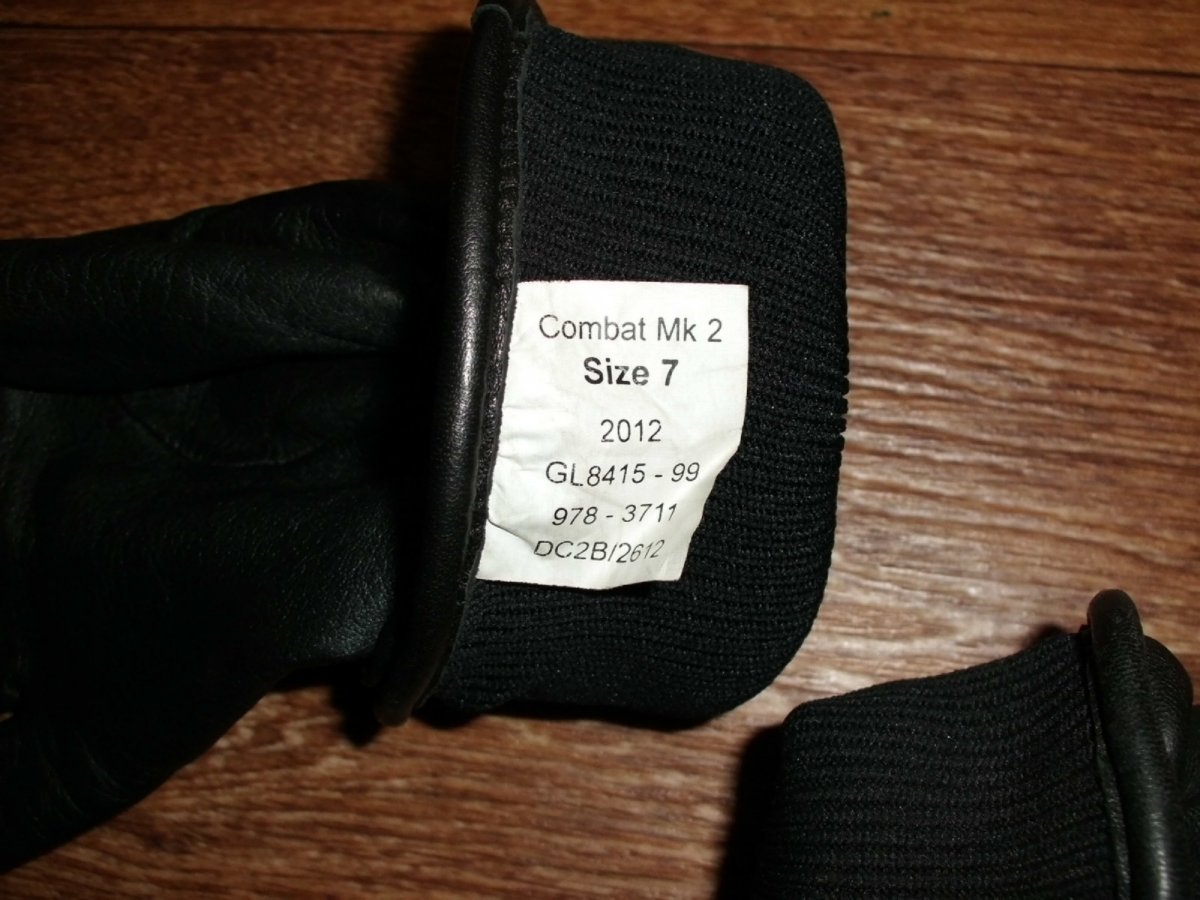 Combat Mk 2
Size 7
2012
GL8415 - 99
978 - 3711
DC2B/2612